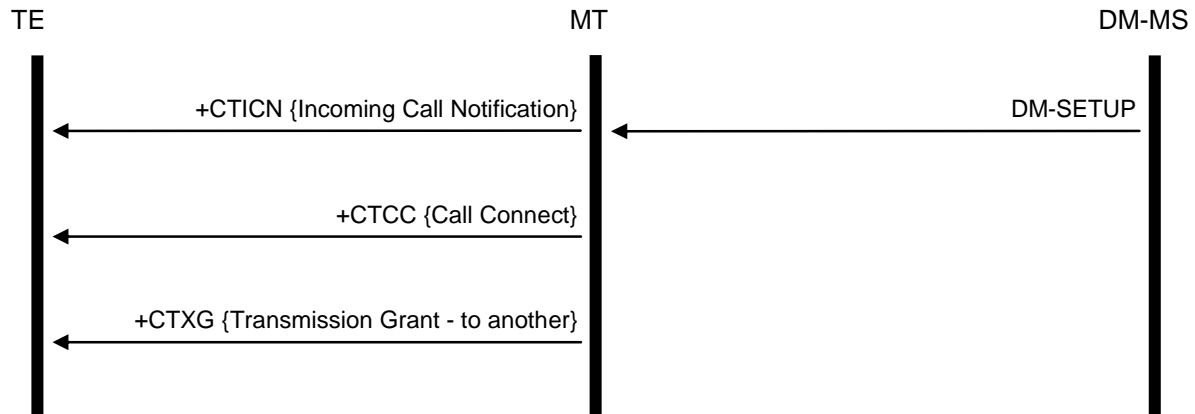 TE MT DM-MS
+CTICN {Incoming Call Notification} DM-SETUP
+CTCC {Call Connect}
+CTXG {Transmission Grant - to another}